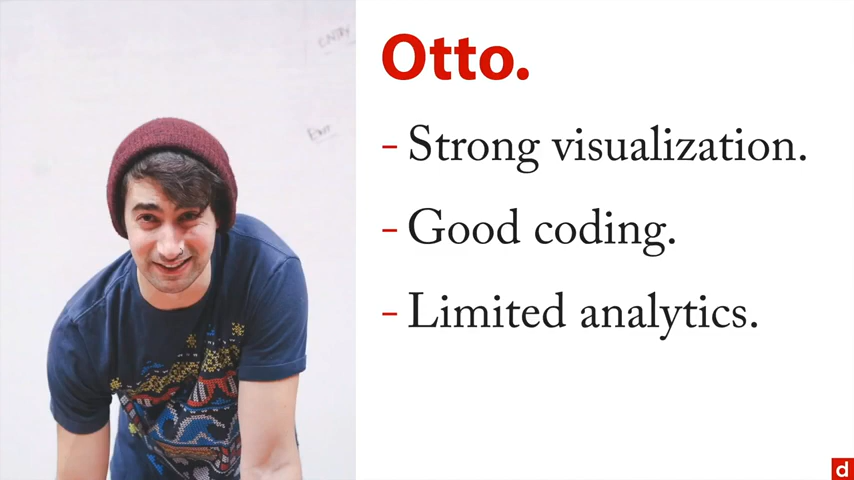 Otto.
- Strong visualization.
- Good coding.
- Limited analytics.
d